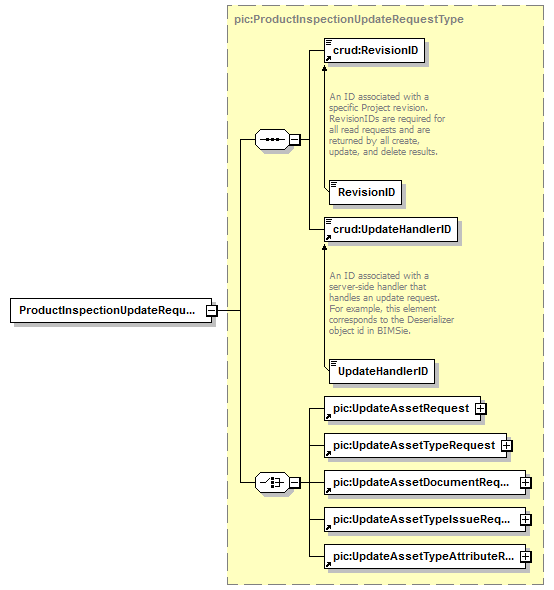 pic:ProductInspectionUpdateRequestType
crud:RevisionID
An ID associated with a
specific Project revision.
RevisionIDs are required for
all read requests and are
returned by all create,
update, and delete results.
RevisionID
crud:UpdateHandlerID
An ID associated with a
server-side handler that
handles an update request.
For example, this element
corresponds to the Deserializer
object id in BIMSie.
ProductInspectionUpdateRequ...
UpdateHandlerID
pic:UpdateAssetRequest
pic:UpdateAssetTypeRequest
pic:UpdateAssetDocumentReq...
pic:UpdateAssetTypeIssueReq...
pic:UpdateAssetTypeAttributeR...